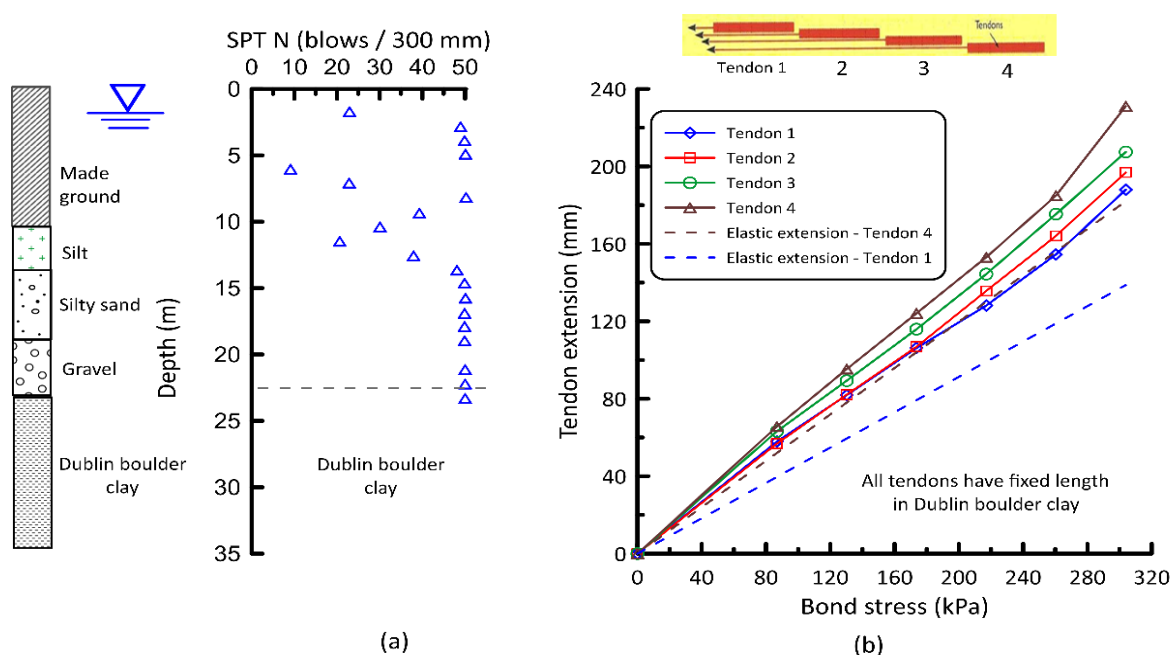 SPT N (blows / 300 mm)
0 10 20 30 40 50
0
5
10
15
20
25
30
35
Depth (m)
Made
ground
Silt
Silty sand
Gravel
Dublin boulder
clay
Dublin boulder
clay
(a)
Tendons
Tendon 1 2 3 4
240
200
160
120
80
40
0
Tendon extension (mm)
Tendon 1
Tendon 2
Tendon 3
Tendon 4
Elastic extension - Tendon 4
Elastic extension - Tendon 1
All tendons have fixed length
in Dublin boulder clay
0 40 80 120 160 200 240 280 320
Bond stress (kPa)
(b)